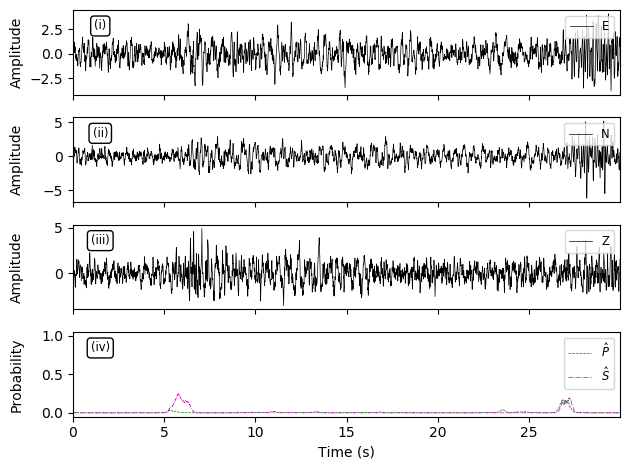 (i)
E
Amplitude
2.5
0.0
−2.5
(ii)
N
Amplitude
5
0
−5
(iii)
Z
Amplitude
5
0
(iv)
P̂
Ŝ
Probability
1.0
0.5
0.0
0 5 10 15 20 25
Time (s)